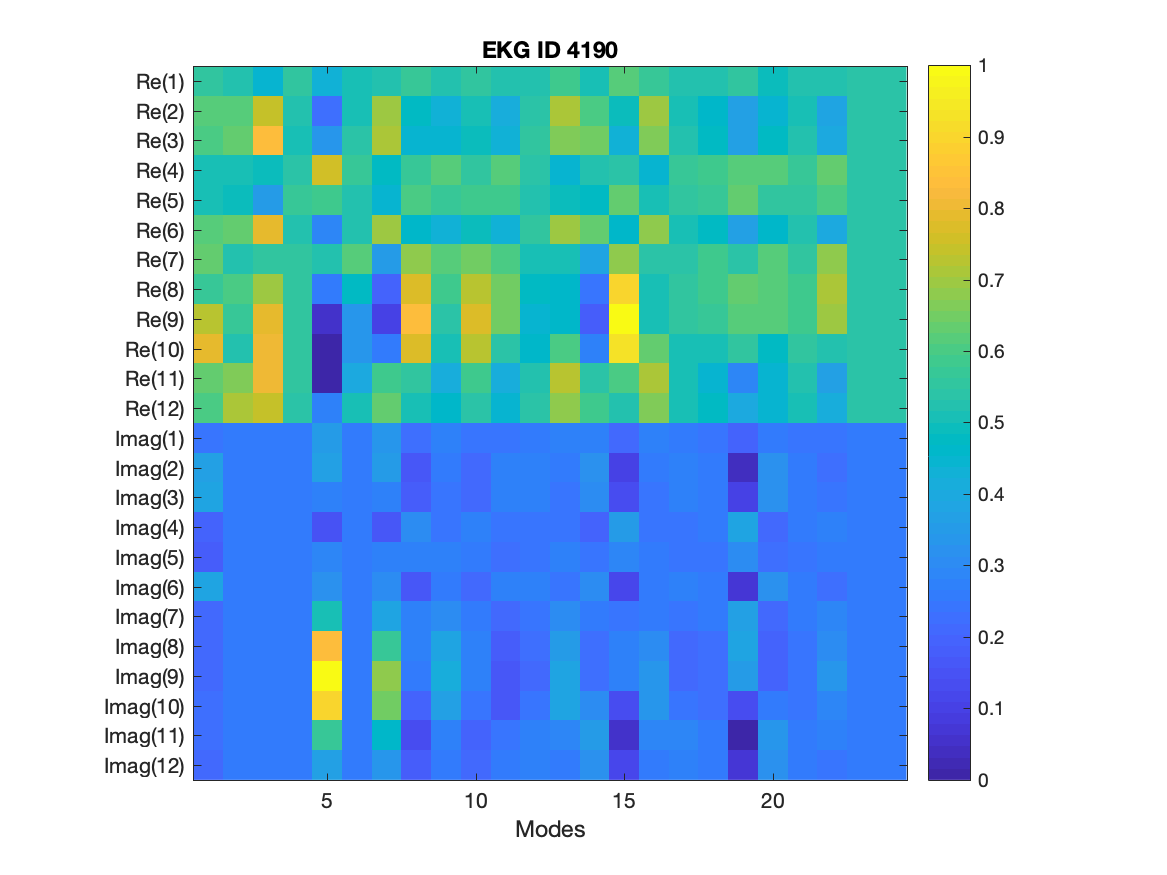 EKG ID 4190
Re(1)
Re(2)
Re(3)
Re(4)
Re(5)
Re(6)
Re(7)
Re(8)
Re(9)
Re(10)
Re(11)
Re(12)
Imag(1)
Imag(2)
Imag(3)
Imag(4)
Imag(5)
Imag(6)
Imag(7)
Imag(8)
Imag(9)
Imag(10)
Imag(11)
Imag(12)
5 10 15 20
Modes
1
0.9
0.8
0.7
0.6
0.5
0.4
0.3
0.2
0.1
0